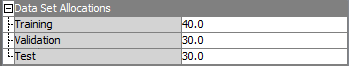 Data Set Allocations
Training 40.0
Validation 30.0
Test 30.0